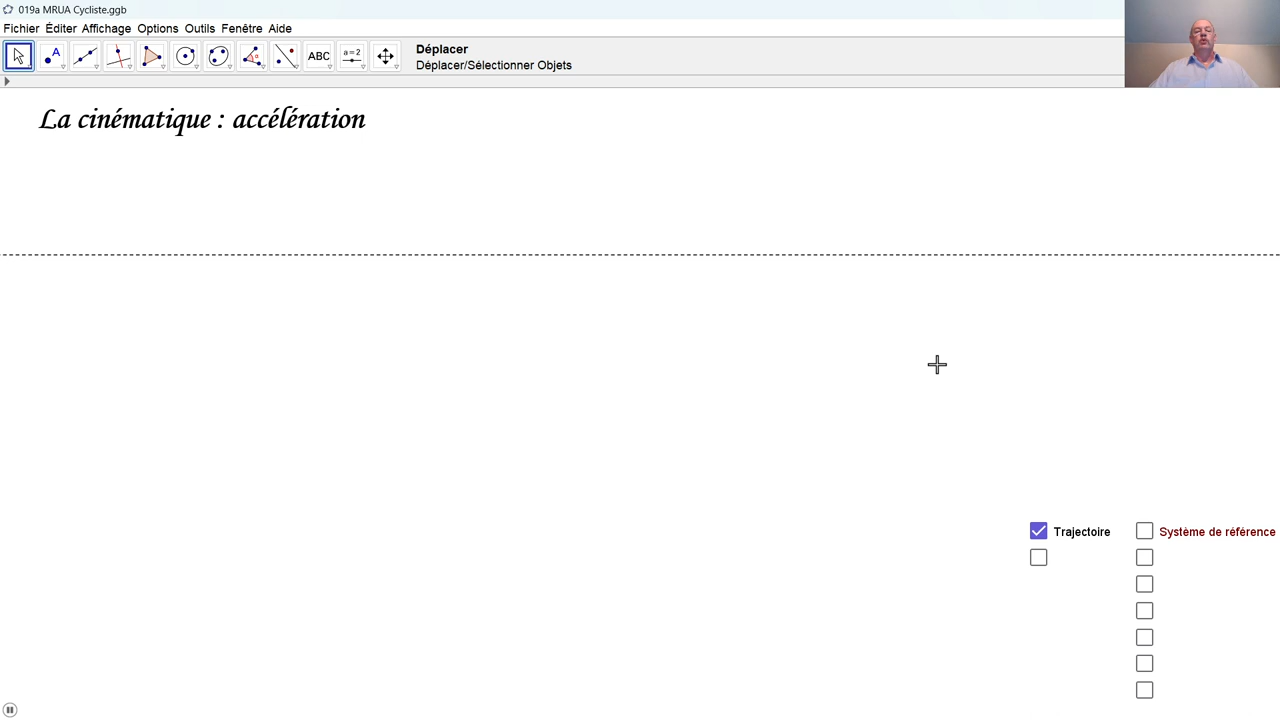 019a MRUA Cycliste.ggb
Fichier Éditer Affichage Options Outils Fenêtre Aide
A
ABC
a=2
Déplacer
Déplacer/Sélectionner Objets
La cinématique : accélération
Trajectoire
Système de référence